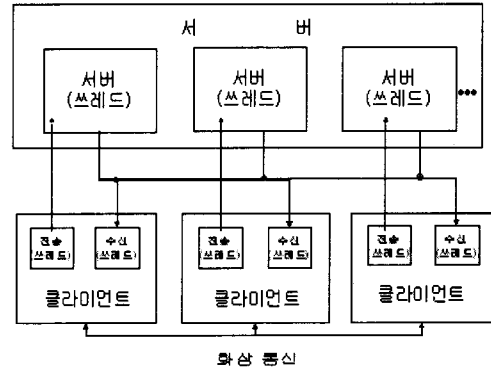 서 버
서버
(쓰레드)
서버
(쓰레드)
서버
(쓰레드)
전송
(쓰레드)
수신
(쓰레드)
클라이언트
전송
(쓰레드)
수신
(쓰레드)
클라이언트
전송
(쓰레드)
수신
(쓰레드)
클라이언트
화상 통신